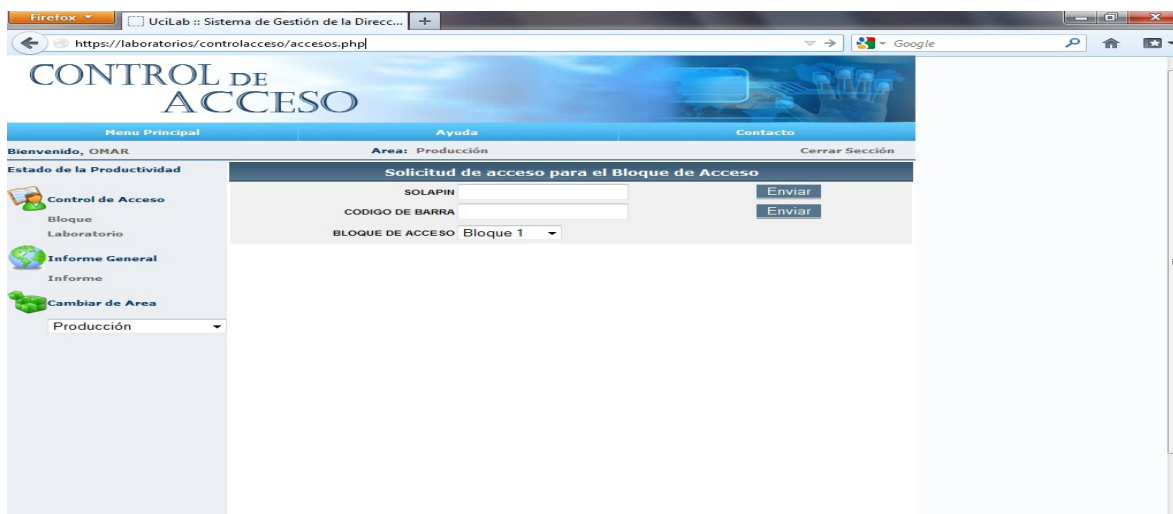 Firefox
UciLab :: Sistema de Gestión de la Direcc...
https://laboratorios/controlacceso/accesos.php
Google
CONTROL DE
ACCESO
Menu Principal Ayuda Contacto
Bienvenido, OMAR Area: Producción Cerrar Sección
Estado de la Productividad
Control de Acceso
Bloque
Laboratorio
Informe General
Informe
Cambiar de Area
Producción
Solicitud de acceso para el Bloque de Acceso
SOLAPIN Enviar
CODIGO DE BARRA Enviar
BLOQUE DE ACCESO Bloque 1